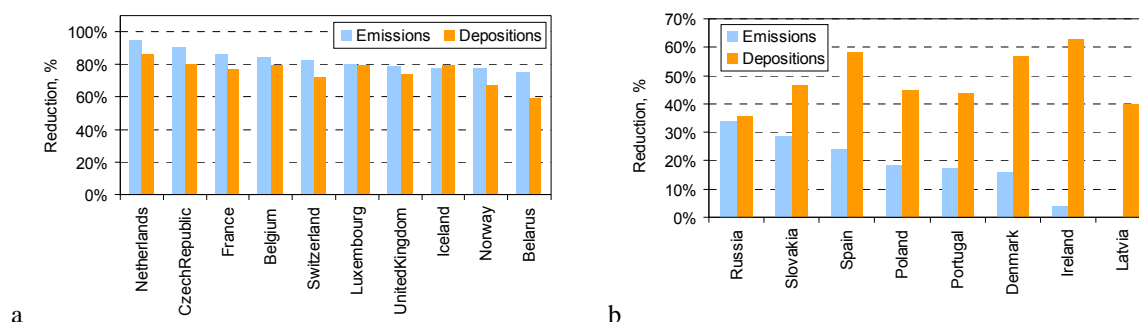 Reduction, %
100%
80%
60%
40%
20%
0%
Emissions Depositions
Netherlands
CzechRepublic
France
Belgium
Switzerland
Luxembourg
UnitedKingdom
Iceland
Norway
Belarus
a
Reduction, %
70%
60%
50%
40%
30%
20%
10%
0%
Emissions
Depositions
Russia
Slovakia
Spain
Poland
Portugal
Denmark
Ireland
Latvia
b